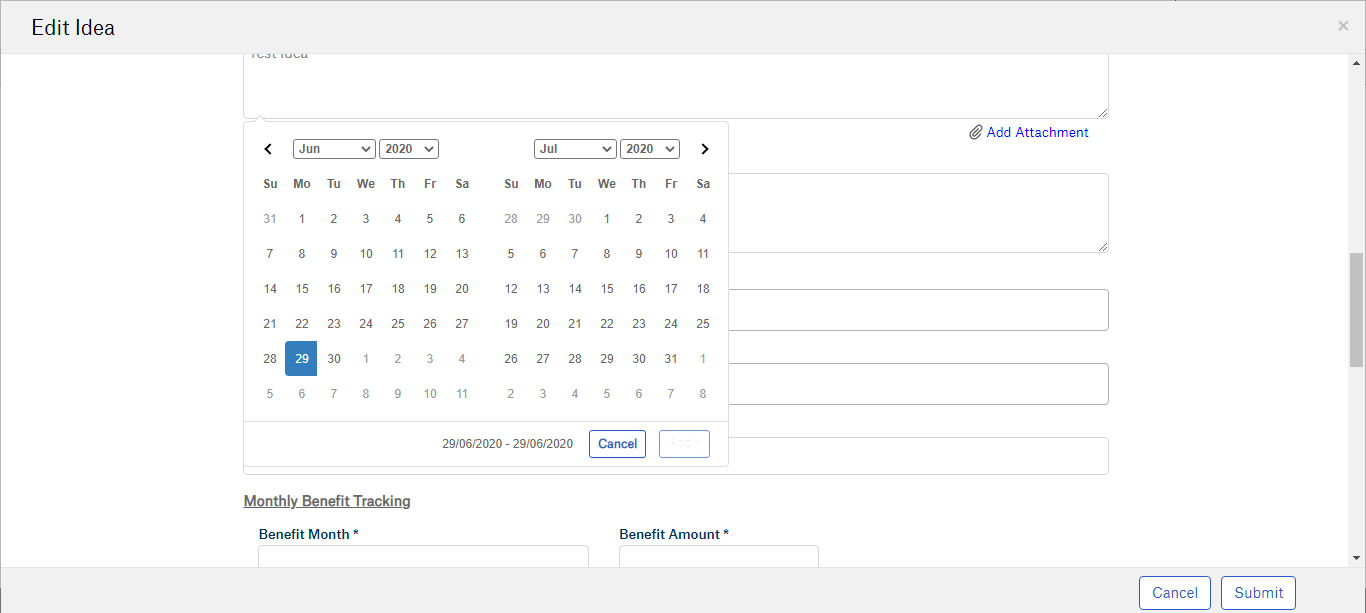 Edit Idea ×
Test Idea
Add Attachment
Jun 2020 Jul 2020
Su Mo Tu We Th Fr Sa Su Mo Tu We Th Fr Sa
31 1 2 3 4 5 6 28 29 30 1 2 3 4
7 8 9 10 11 12 13 5 6 7 8 9 10 11
14 15 16 17 18 19 20 12 13 14 15 16 17 18
21 22 23 24 25 26 27 19 20 21 22 23 24 25
28 29 30 1 2 3 4 26 27 28 29 30 31 1
5 6 7 8 9 10 11 2 3 4 5 6 7 8
29/06/2020 - 29/06/2020 Cancel Apply
Monthly Benefit Tracking
Benefit Month * Benefit Amount *
Cancel Submit